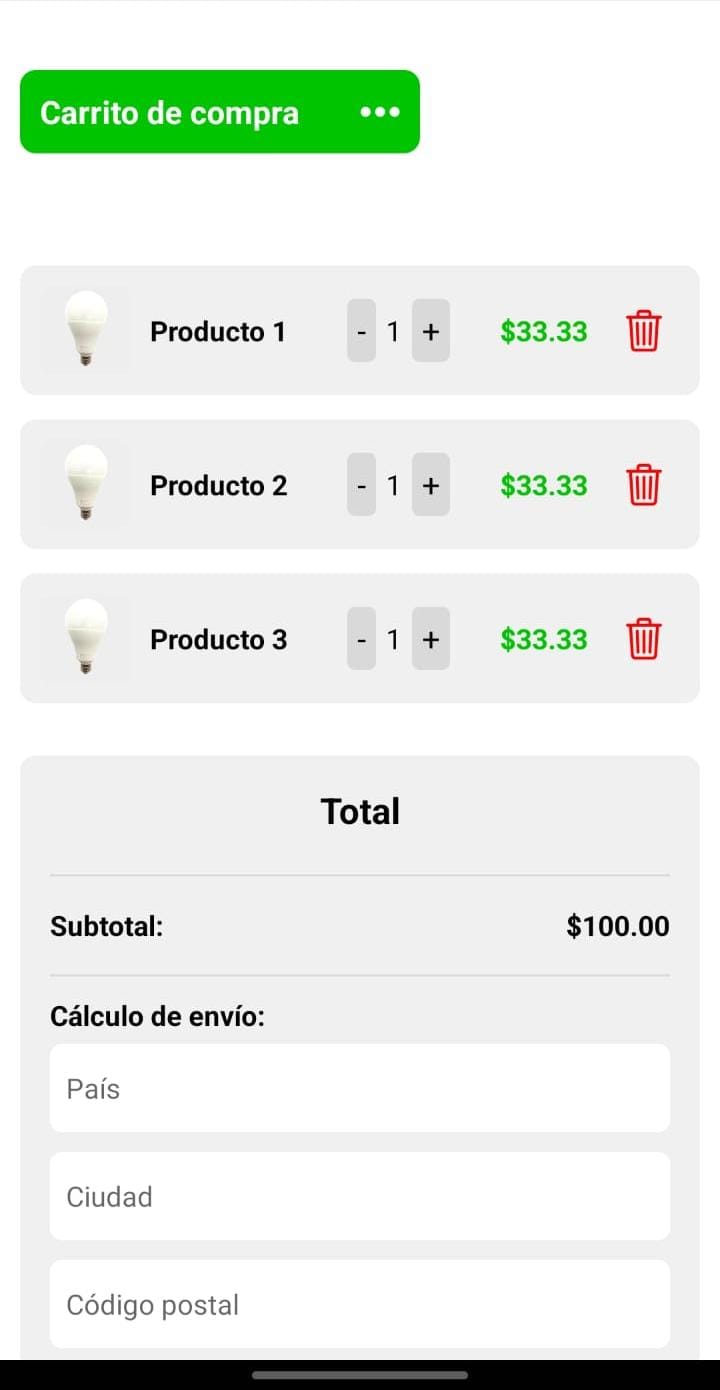 Carrito de compra •••
Producto 1 - 1 + $33.33
Producto 2 - 1 + $33.33
Producto 3 - 1 + $33.33
Total
Subtotal: $100.00
Cálculo de envío:
País
Ciudad
Código postal